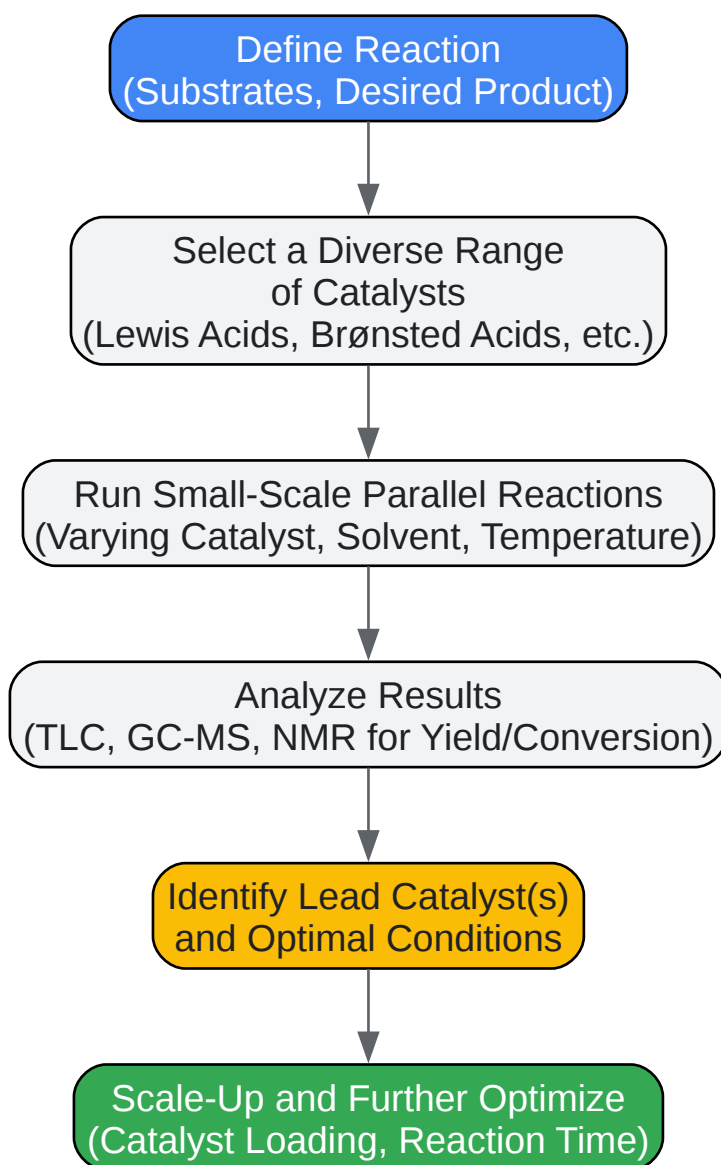 Define Reaction
(Substrates, Desired Product)
Select a Diverse Range
of Catalysts
(Lewis Acids, Brønsted Acids, etc.)
Run Small-Scale Parallel Reactions
(Varying Catalyst, Solvent, Temperature)
Analyze Results
(TLC, GC-MS, NMR for Yield/Conversion)
Identify Lead Catalyst(s)
and Optimal Conditions
Scale-Up and Further Optimize
(Catalyst Loading, Reaction Time)